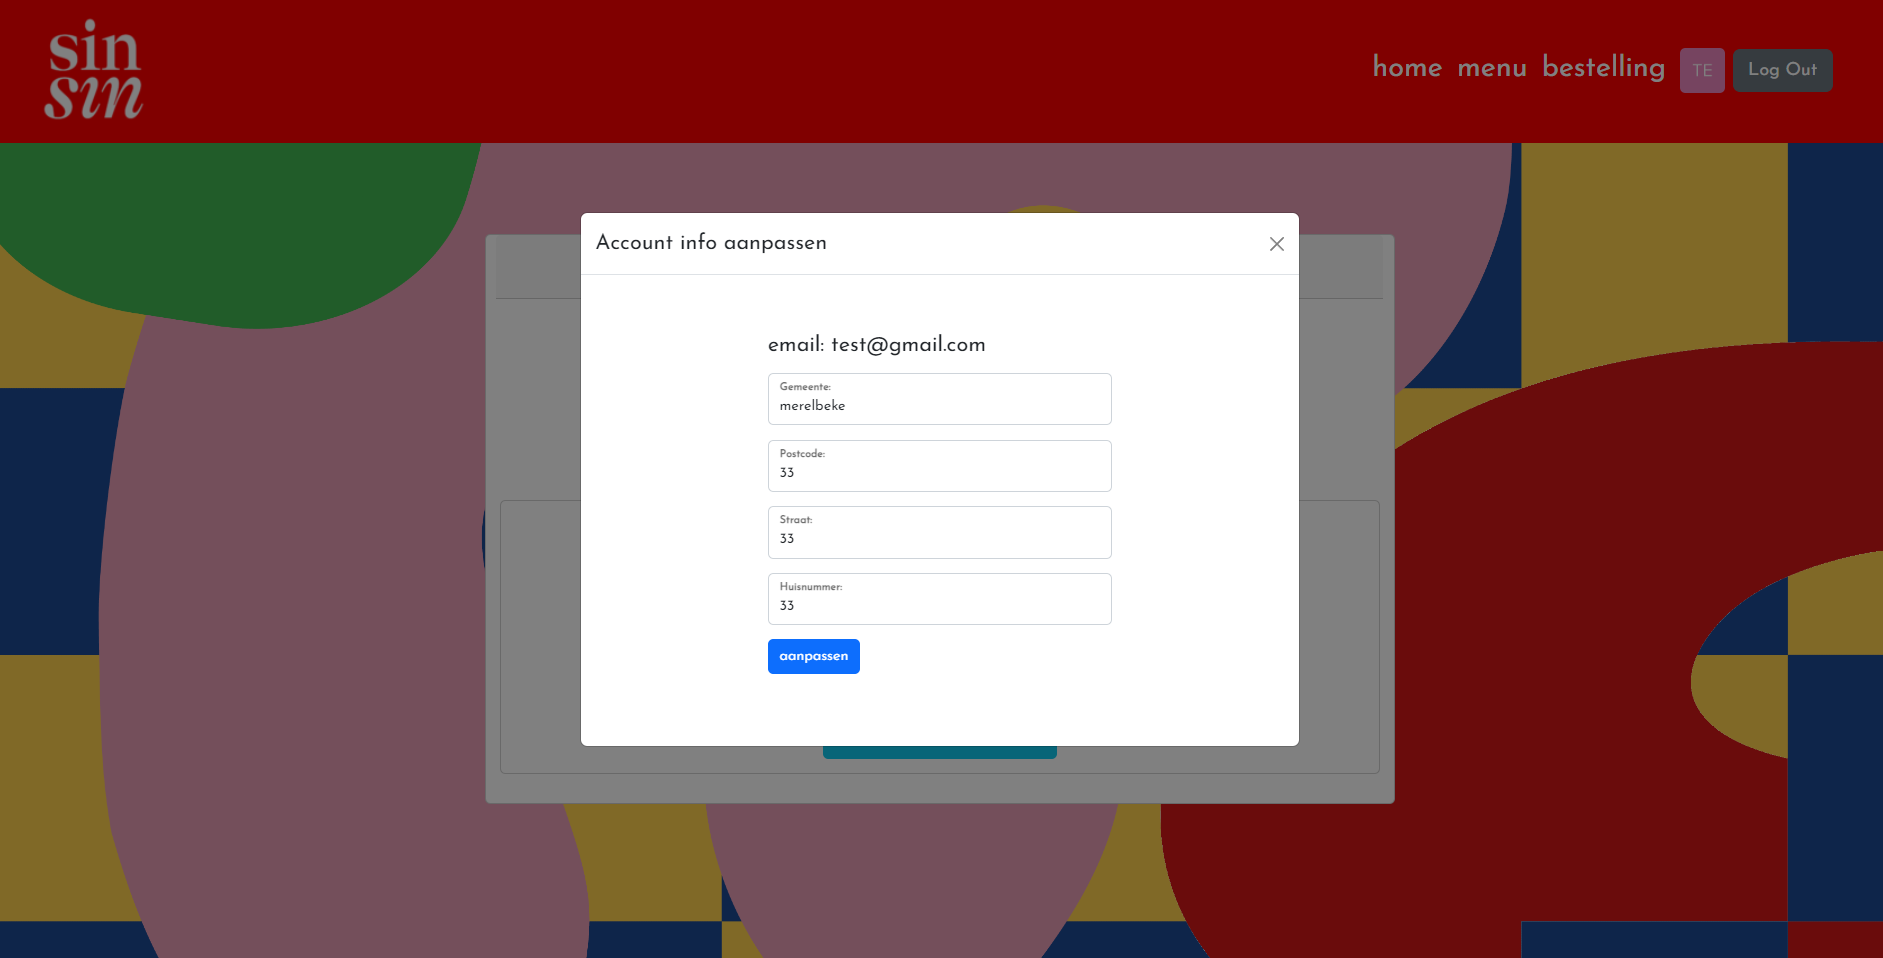 sin
sin
home menu bestelling TE Log Out
Account info aanpassen
email: test@gmail.com
Gemeente:
merelbeke
Postcode:
33
Straat:
33
Huisnummer:
33
aanpassen